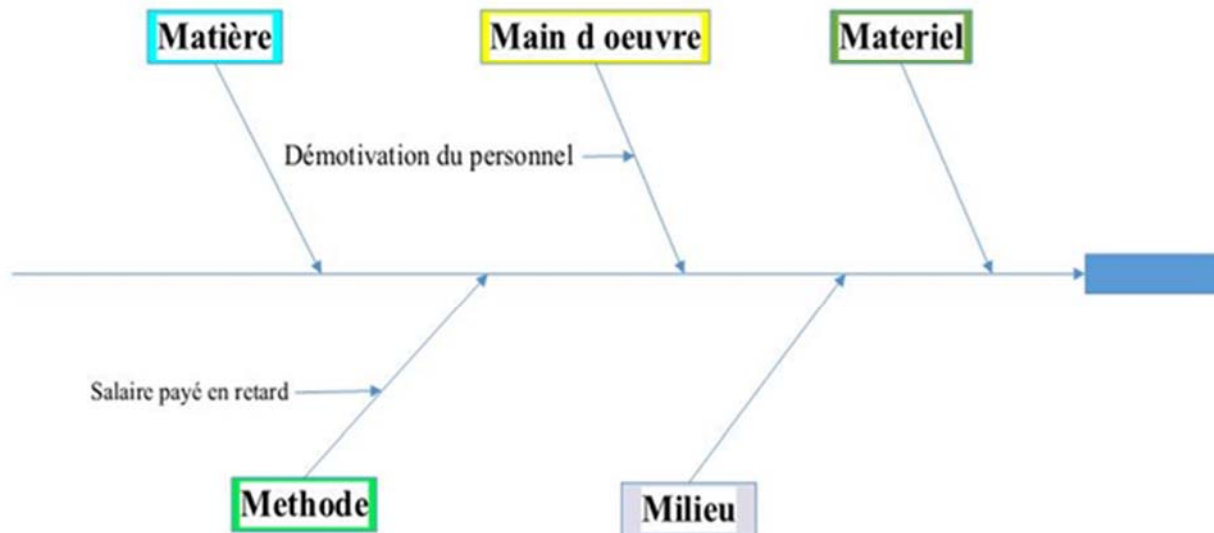 Matière
Main d oeuvre
Materiel
Démotivation du personnel
Salaire payé en retard
Methode
Milieu